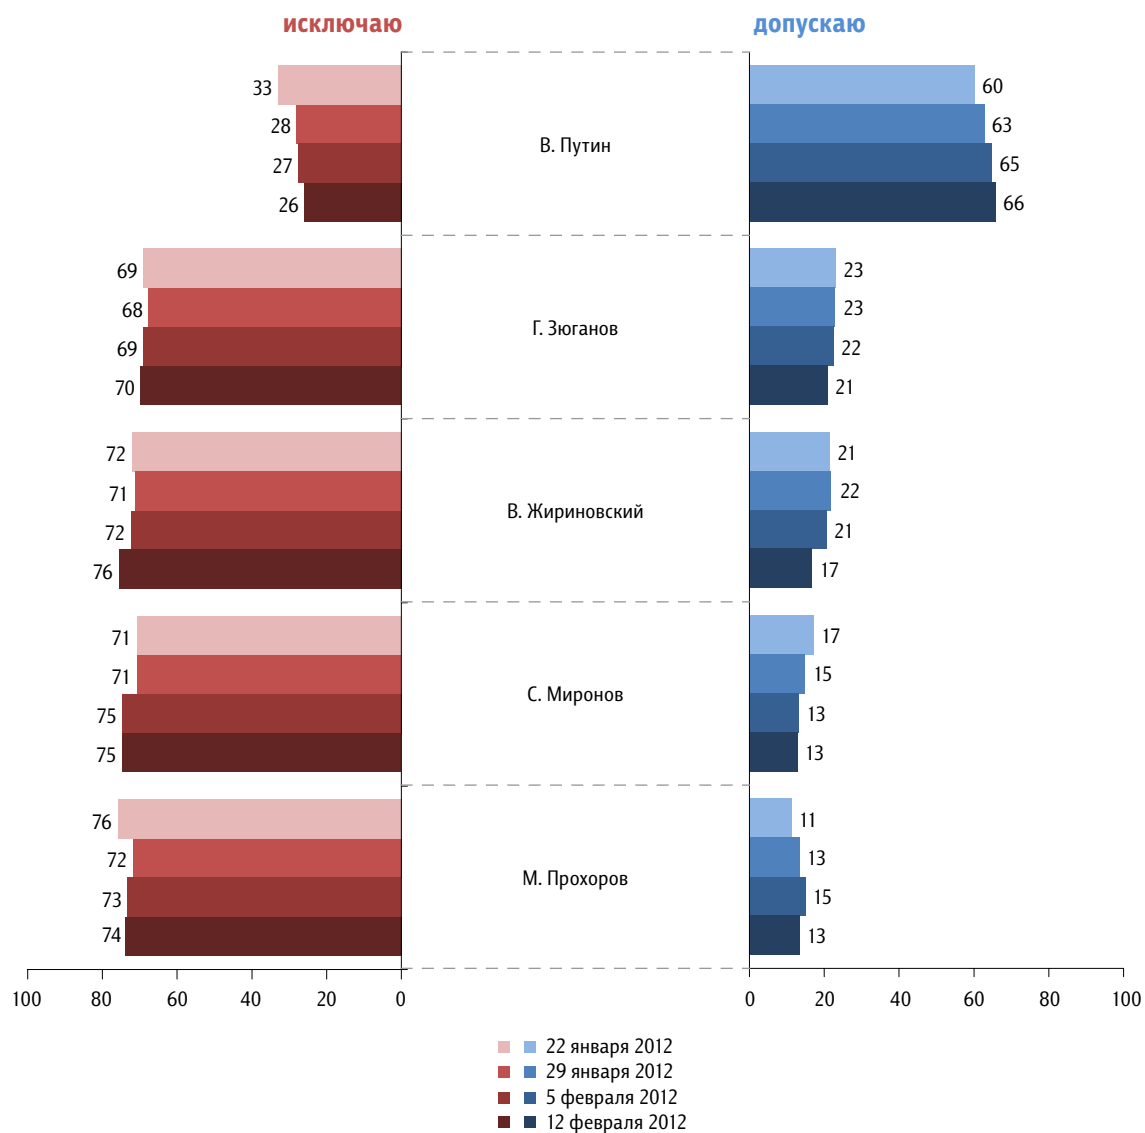 исключаю допускаю
33 60
28 63
В. Путин
27 65
26 66
69 23
68 23
Г. Зюганов
69 22
70 21
72 21
71 22
В. Жириновский
72 21
76 17
71 17
71 15
С. Миронов
75 13
75 13
76 11
72 13
М. Прохоров
73 15
74 13
100 80 60 40 20 0 0 20 40 60 80 100
22 января 2012
29 января 2012
5 февраля 2012
12 февраля 2012